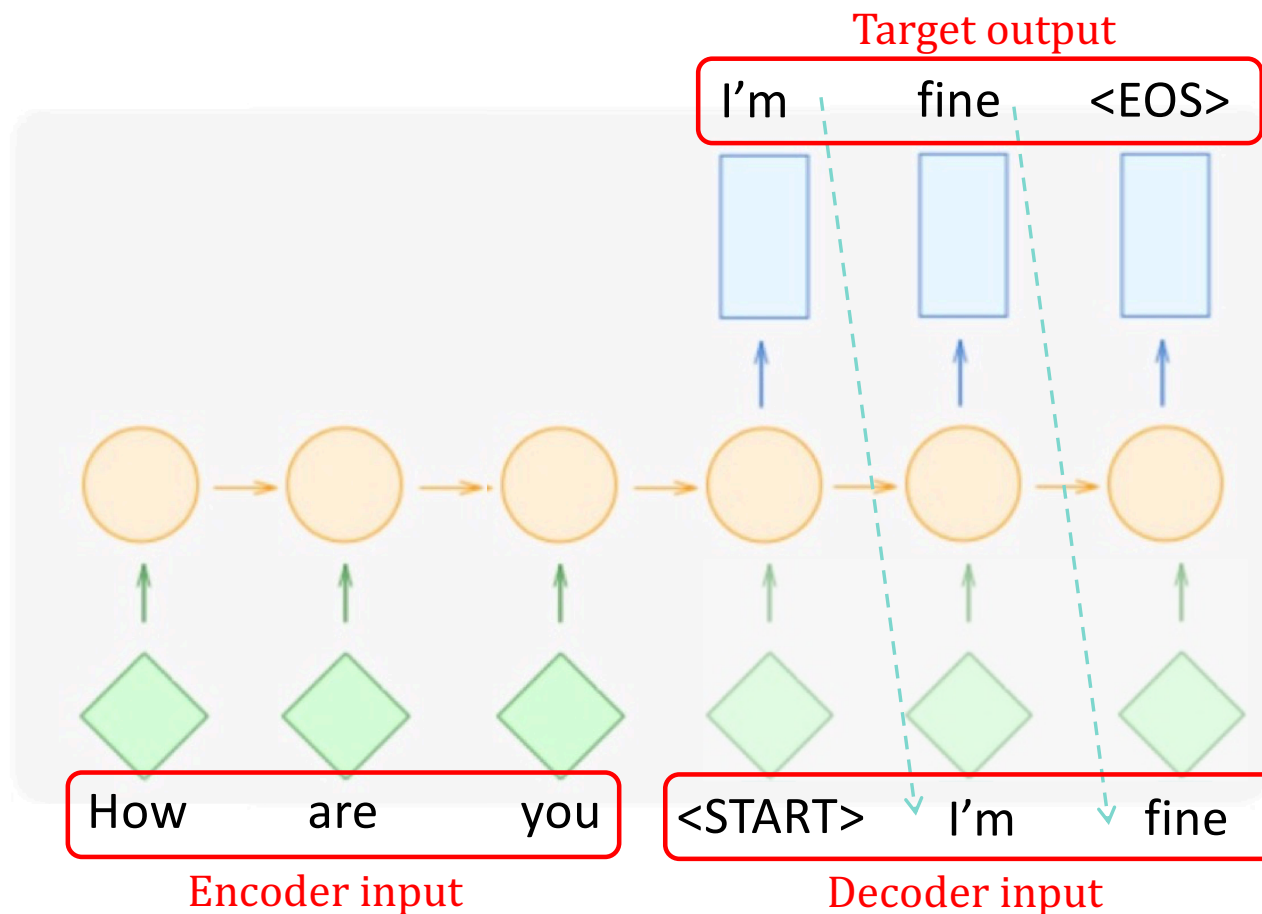 Target output
I’m fine <EOS>
How are you <START> I’m fine
Encoder input Decoder input